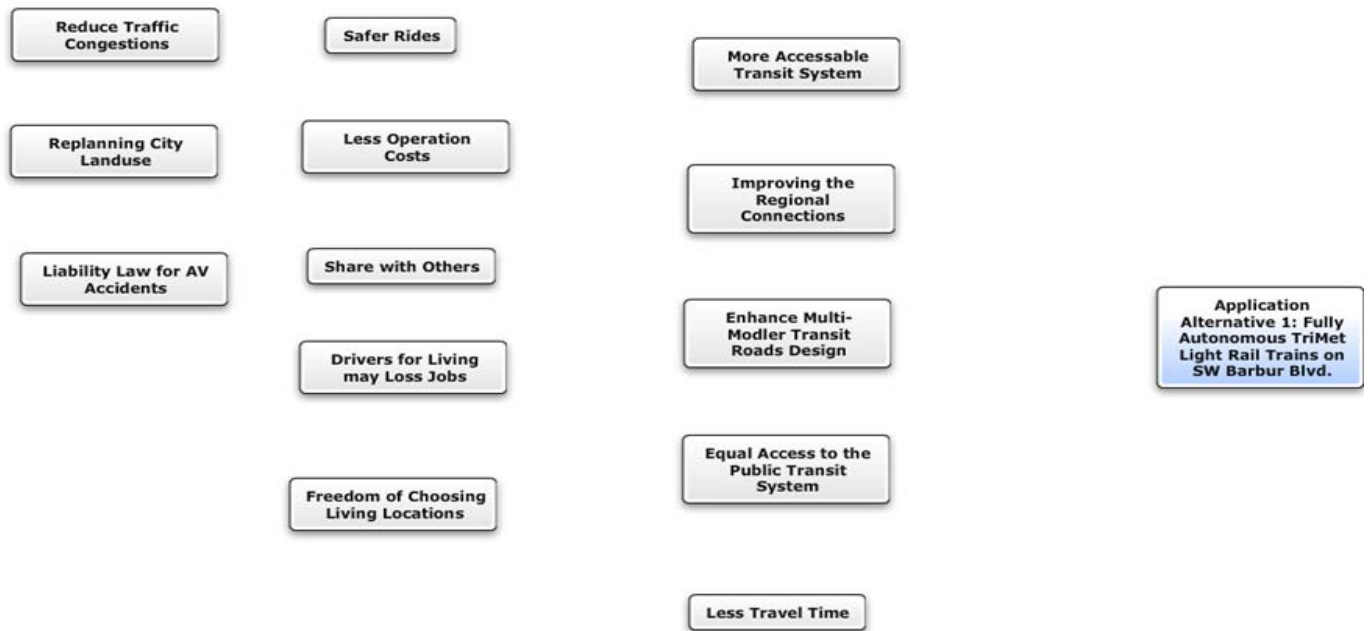 Reduce Traffic
Congestions
Replanning City
Landuse
Liability Law for AV
Accidents
Safer Rides
Less Operation
Costs
Share with Others
Drivers for Living
may Loss Jobs
Freedom of Choosing
Living Locations
More Accessable
Transit System
Improving the
Regional
Connections
Enhance Multi-
Modler Transit
Roads Design
Equal Access to the
Public Transit
System
Less Travel Time
Application
Alternative 1: Fully
Autonomous TriMet
Light Rail Trains on
SW Barbur Blvd.